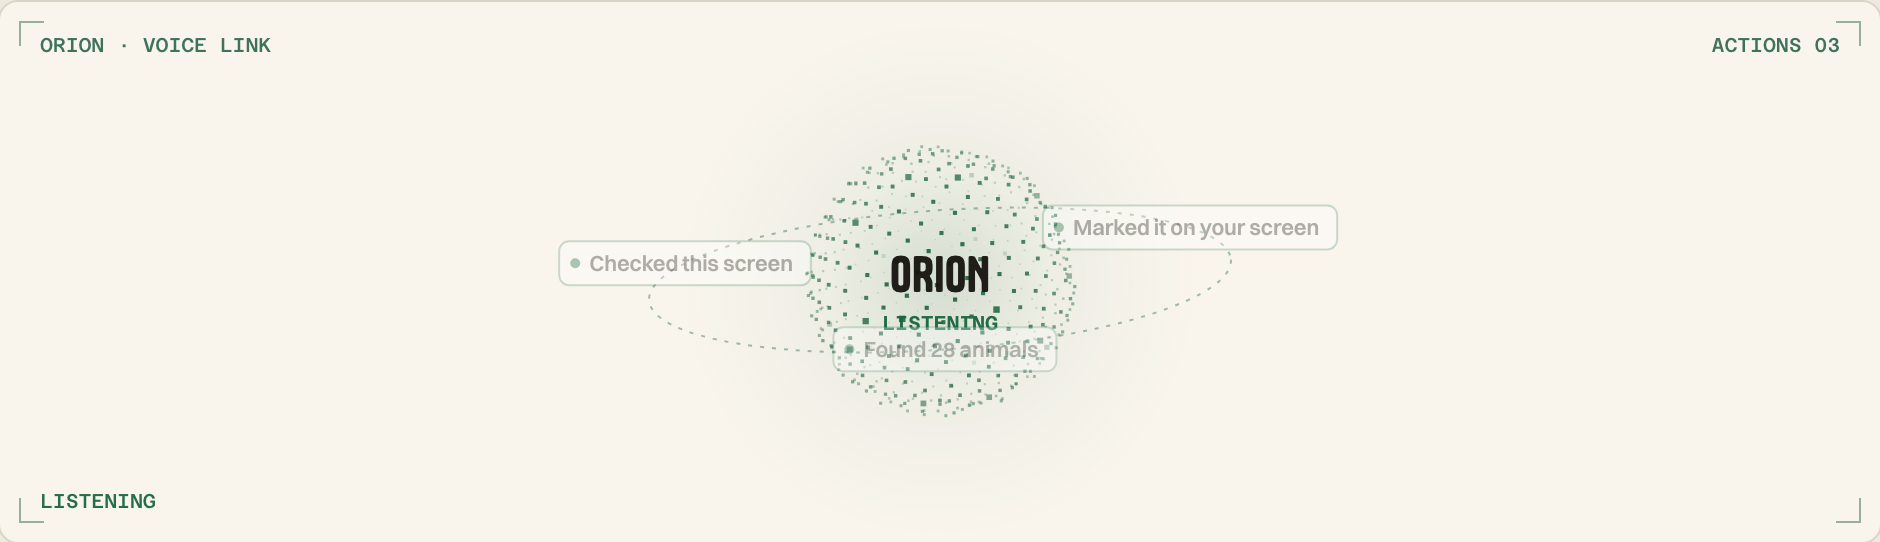 ORION · VOICE LINK
ACTIONS 03
Marked it on your screen
Checked this screen
ORION
LISTENING
Found 28 animals
LISTENING